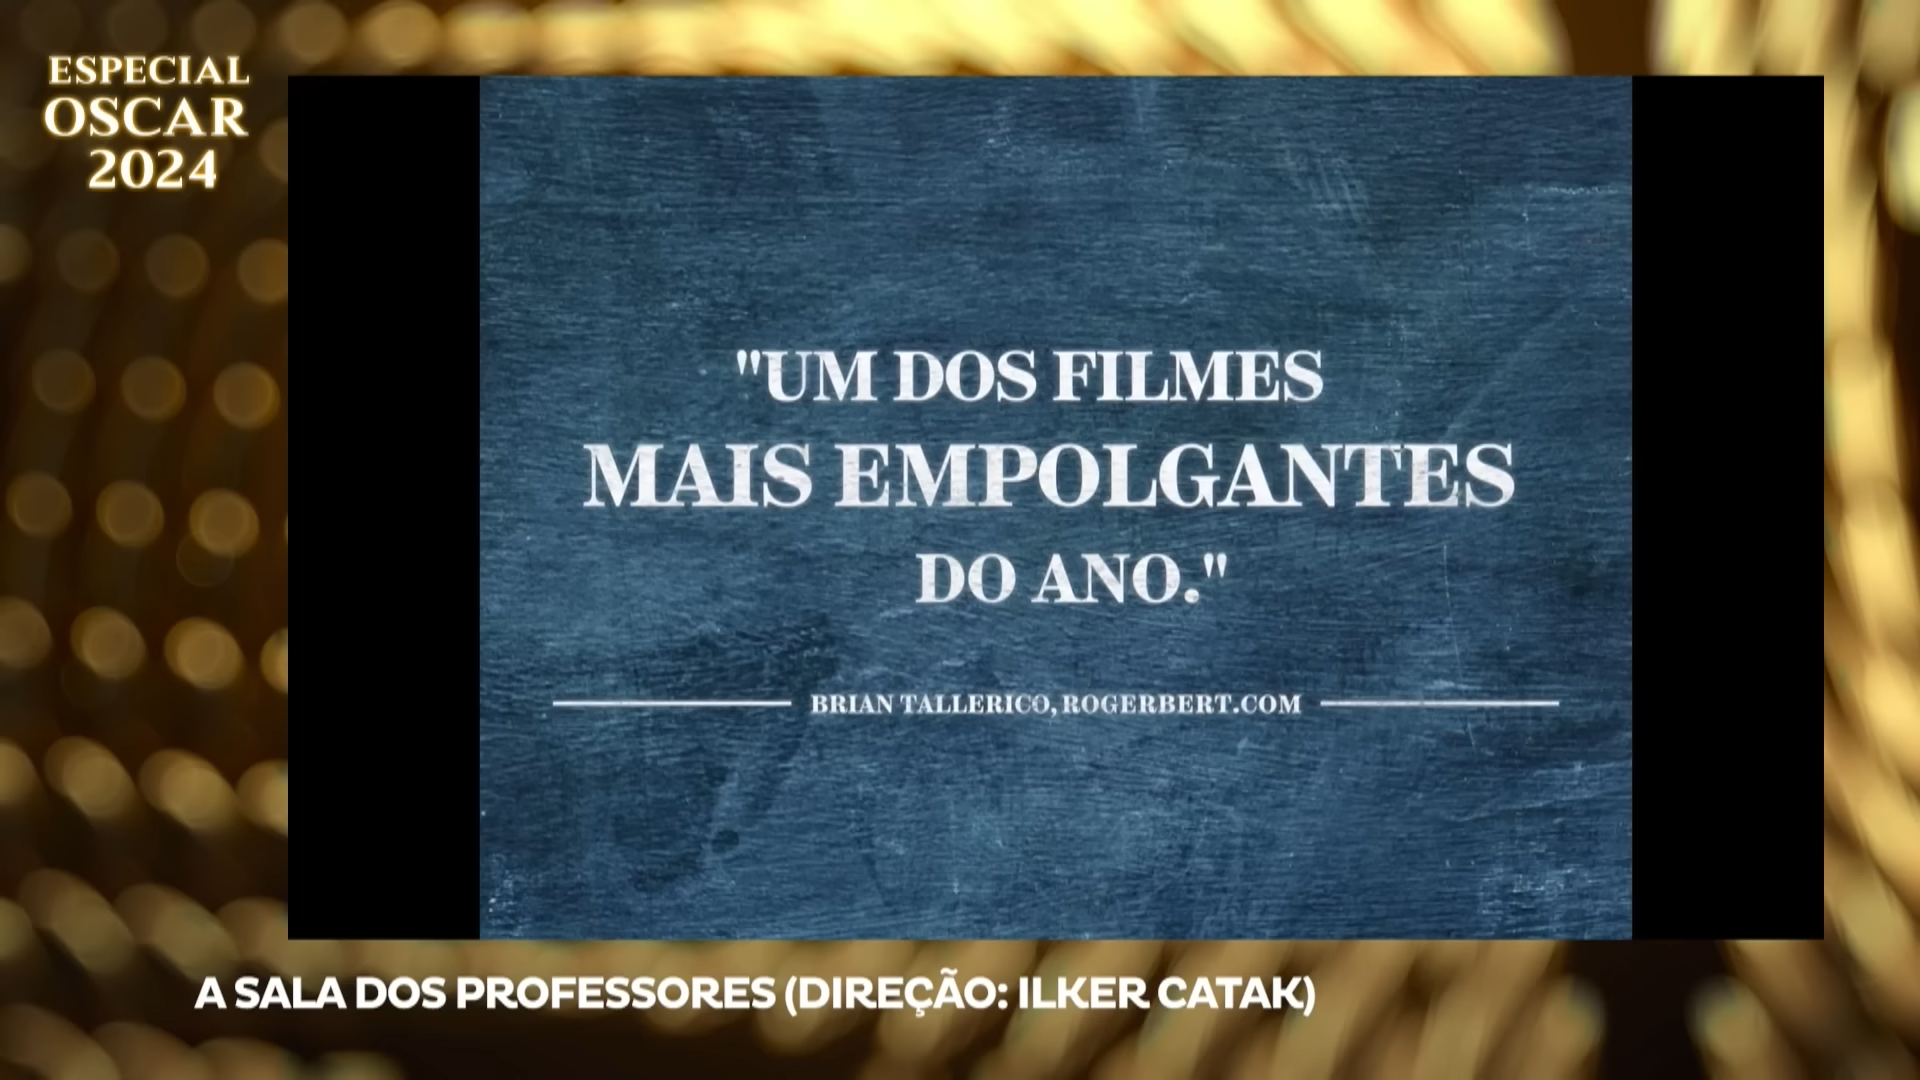 ESPECIAL
OSCAR
2024
"UM DOS FILMES
MAIS EMPOLGANTES
DO ANO."
BRIAN TALLERICO, ROGERBERT.COM
A SALA DOS PROFESSORES (DIREÇÃO: ILKER CATAK)